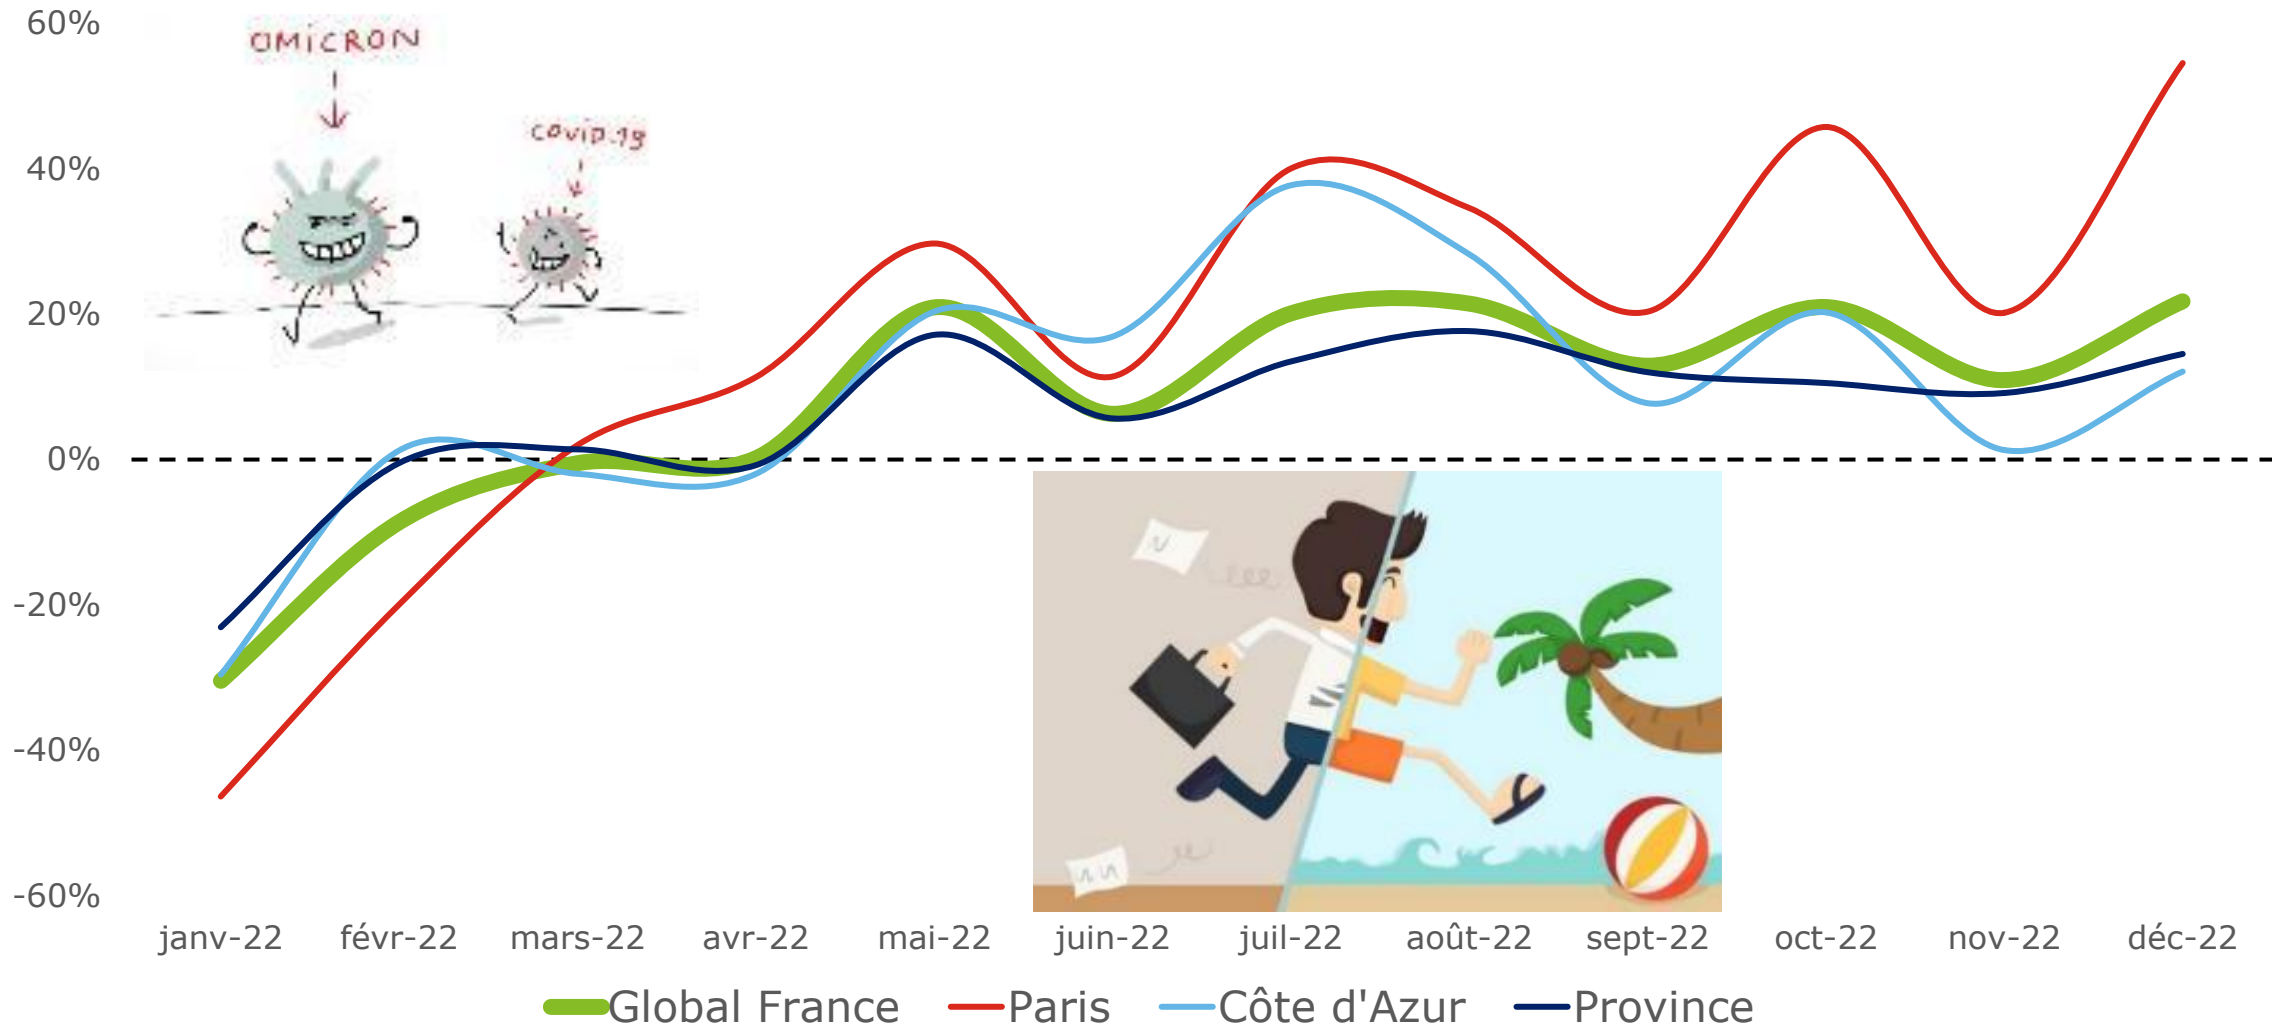 60%
OMiCRON
COViD-19
40%
20%
0%
-20%
-40%
-60%
janv-22 févr-22 mars-22 avr-22 mai-22 juin-22 juil-22 août-22 sept-22 oct-22 nov-22 déc-22
Global France Paris Côte d'Azur Province